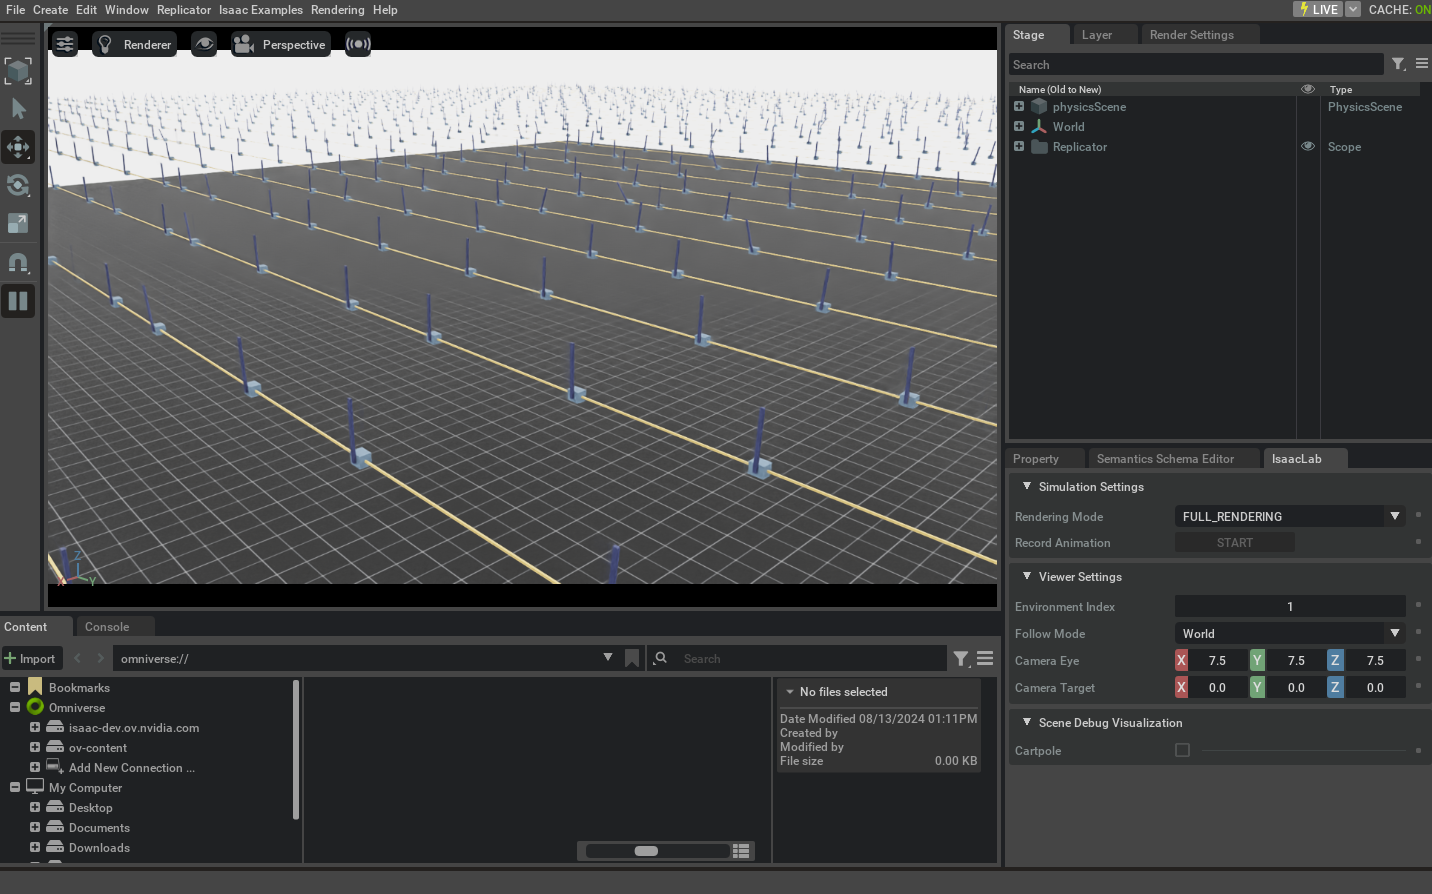 File Create Edit Window Replicator Isaac Examples Rendering Help
LIVE CACHE: ON
Renderer Perspective
Z
X Y
Stage Layer Render Settings
Search
Name (Old to New) Type
physicsScene PhysicsScene
World
Replicator Scope
Property Semantics Schema Editor IsaacLab
Simulation Settings
Rendering Mode FULL_RENDERING
Record Animation START
Viewer Settings
Environment Index 1
Follow Mode World
Camera Eye X 7.5 Y 7.5 Z 7.5
Camera Target X 0.0 Y 0.0 Z 0.0
Scene Debug Visualization
Cartpole
Content Console
Import omniverse:// Search
Bookmarks
Omniverse
isaac-dev.ov.nvidia.com
ov-content
Add New Connection ...
My Computer
Desktop
Documents
Downloads
No files selected
Date Modified 08/13/2024 01:11PM
Created by
Modified by
File size 0.00 KB